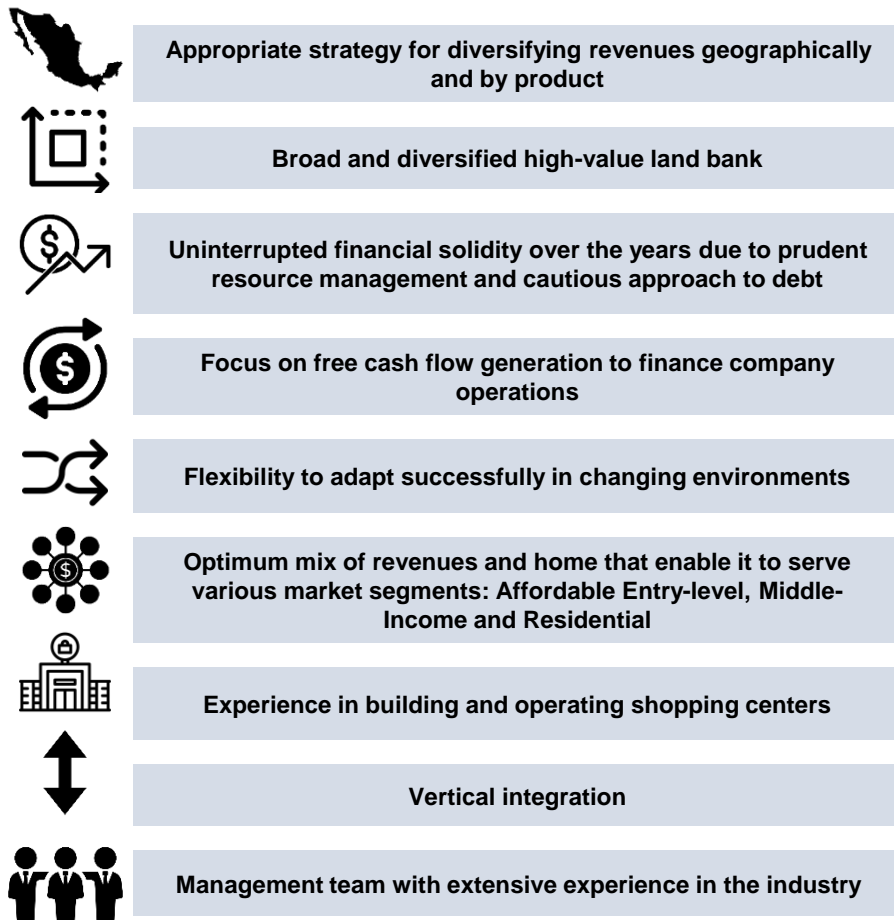 Appropriate strategy for diversifying revenues geographically
and by product
Broad and diversified high-value land bank
Uninterrupted financial solidity over the years due to prudent
resource management and cautious approach to debt
Focus on free cash flow generation to finance company
operations
Flexibility to adapt successfully in changing environments
Optimum mix of revenues and home that enable it to serve
various market segments: Affordable Entry-level, Middle-
Income and Residential
Experience in building and operating shopping centers
Vertical integration
Management team with extensive experience in the industry